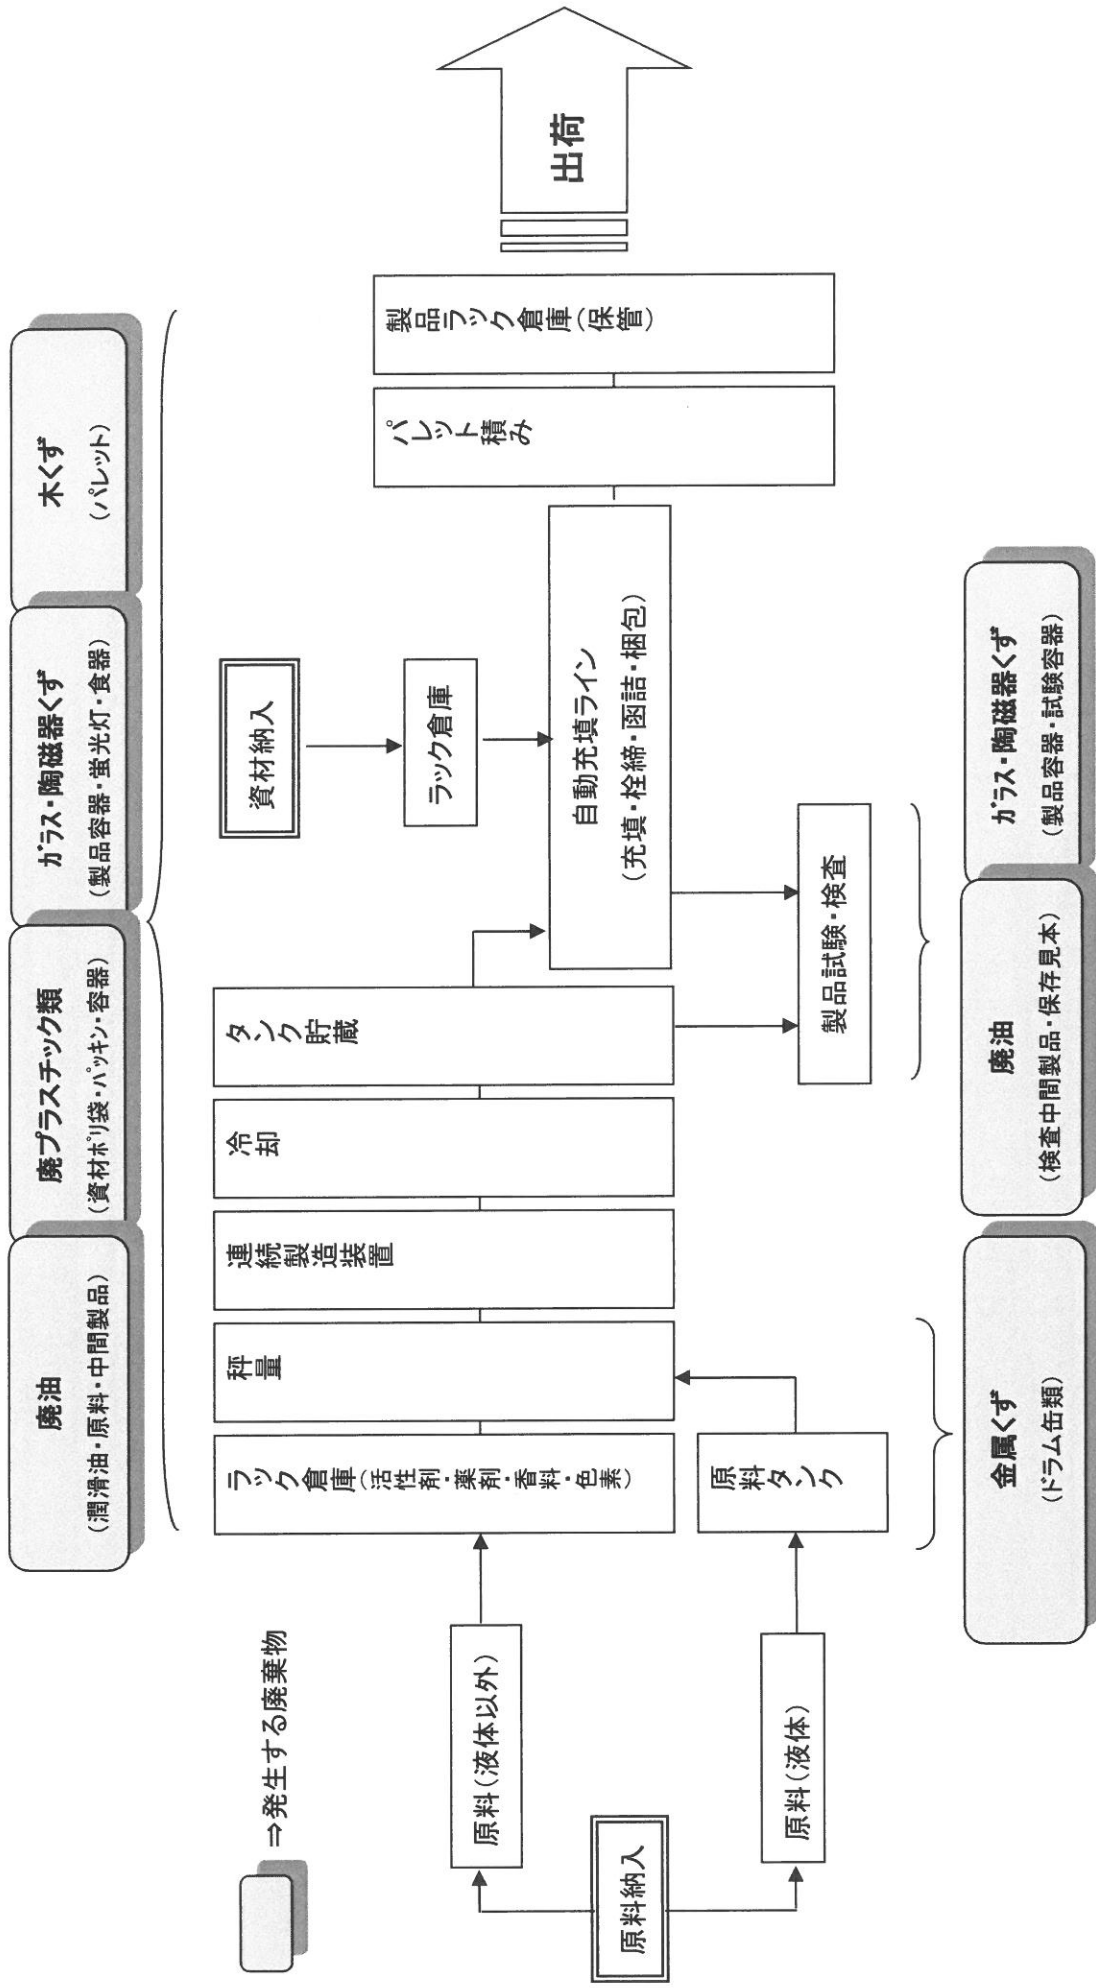 廃油
(潤滑油・原料・中間製品)
廃プラスチック類
(資材ポリ袋・パッキン・容器)
ガラス・陶磁器くず
(製品容器・蛍光灯・食器)
木くず
(パレット)
⇒発生する廃棄物
原料納入
原料(液体以外)
原料(液体)
ラック倉庫(活性剤・薬剤・香料・色素)
原料タンク
秤量
連続製造装置
冷却
タンク貯蔵
資材納入
ラック倉庫
自動充填ライン
(充填・栓締・函詰・梱包)
製品試験・検査
パレット積み
製品ラック倉庫(保管)
出荷
金属くず
(ドラム缶類)
廃油
(検査中間製品・保存見本)
ガラス・陶磁器くず
(製品容器・試験容器)